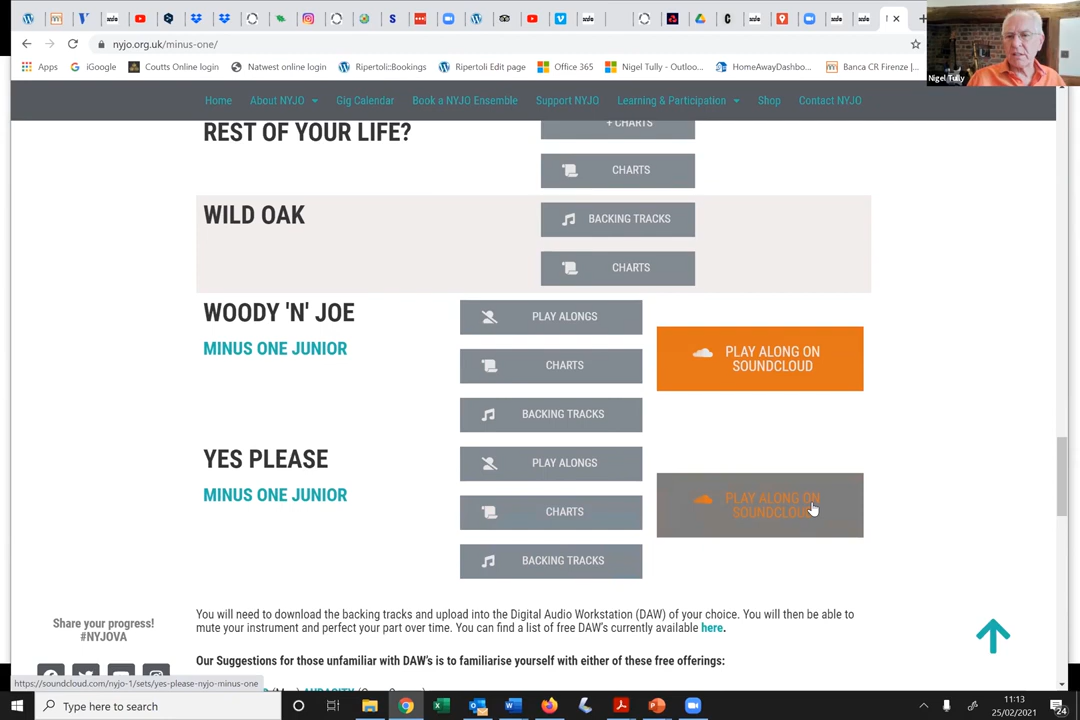 nyjo.org.uk/minus-one/
Nigel Tully
Apps iGoogle Coutts Online login Natwest online login Ripertoli::Bookings Ripertoli Edit page Office 365 Nigel Tully - Outloo... HomeAwayDashbo... Banca CR Firenze |...
Home About NYJO Gig Calendar Book a NYJO Ensemble Support NYJO Learning & Participation Shop Contact NYJO
REST OF YOUR LIFE?
+ CHARTS
CHARTS
WILD OAK
BACKING TRACKS
CHARTS
WOODY 'N' JOE
MINUS ONE JUNIOR
PLAY ALONGS
CHARTS
BACKING TRACKS
PLAY ALONG ON
SOUNDCLOUD
YES PLEASE
MINUS ONE JUNIOR
PLAY ALONGS
CHARTS
BACKING TRACKS
PLAY ALONG ON
SOUNDCLOUD
You will need to download the backing tracks and upload into the Digital Audio Workstation (DAW) of your choice. You will then be able to
mute your instrument and perfect your part over time. You can find a list of free DAW's currently available here.
Share your progress!
#NYJOVA
Our Suggestions for those unfamiliar with DAW's is to familiarise yourself with either of these free offerings:
https://soundcloud.com/nyjo-1/sets/yes-please-nyjo-minus-one
Type here to search
11:13
25/02/2021
24